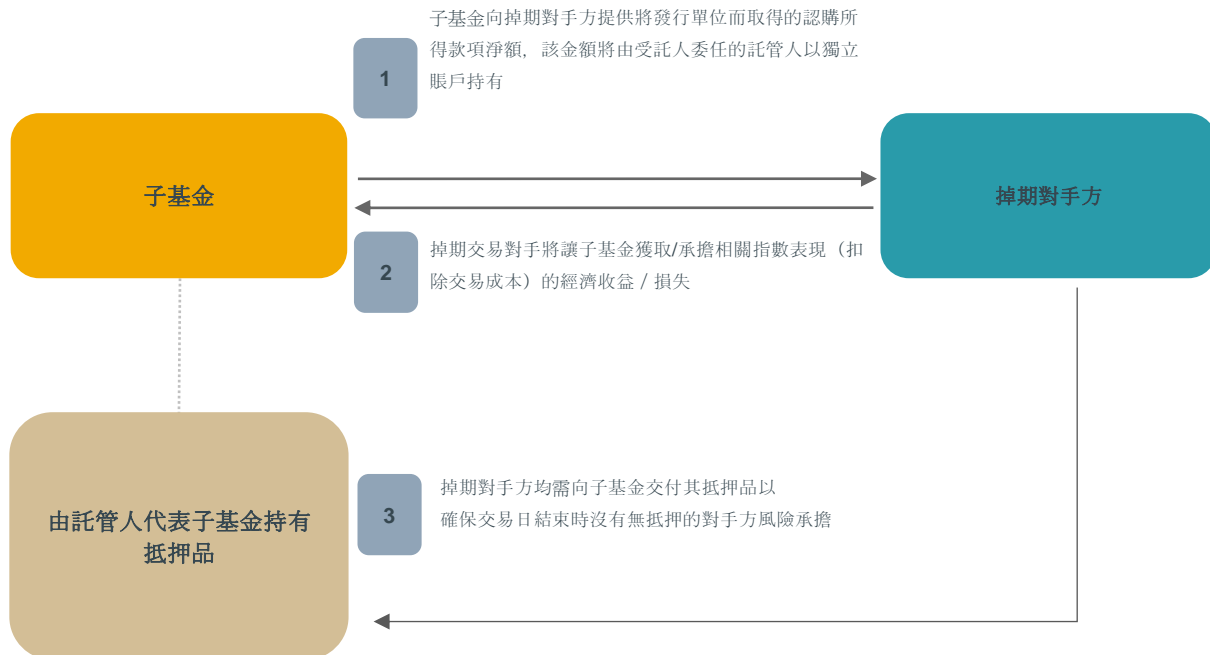 子基金向掉期對手方提供將發行單位而取得的認購所
得款項淨額，該金額將由受託人委任的託管人以獨立
賬戶持有
1
子基金
掉期對手方
2
掉期交易對手將讓子基金獲取/承擔相關指數表現（扣
除交易成本）的經濟收益 / 損失
由託管人代表子基金持有
抵押品
3
掉期對手方均需向子基金交付其抵押品以
確保交易日結束時沒有無抵押的對手方風險承擔